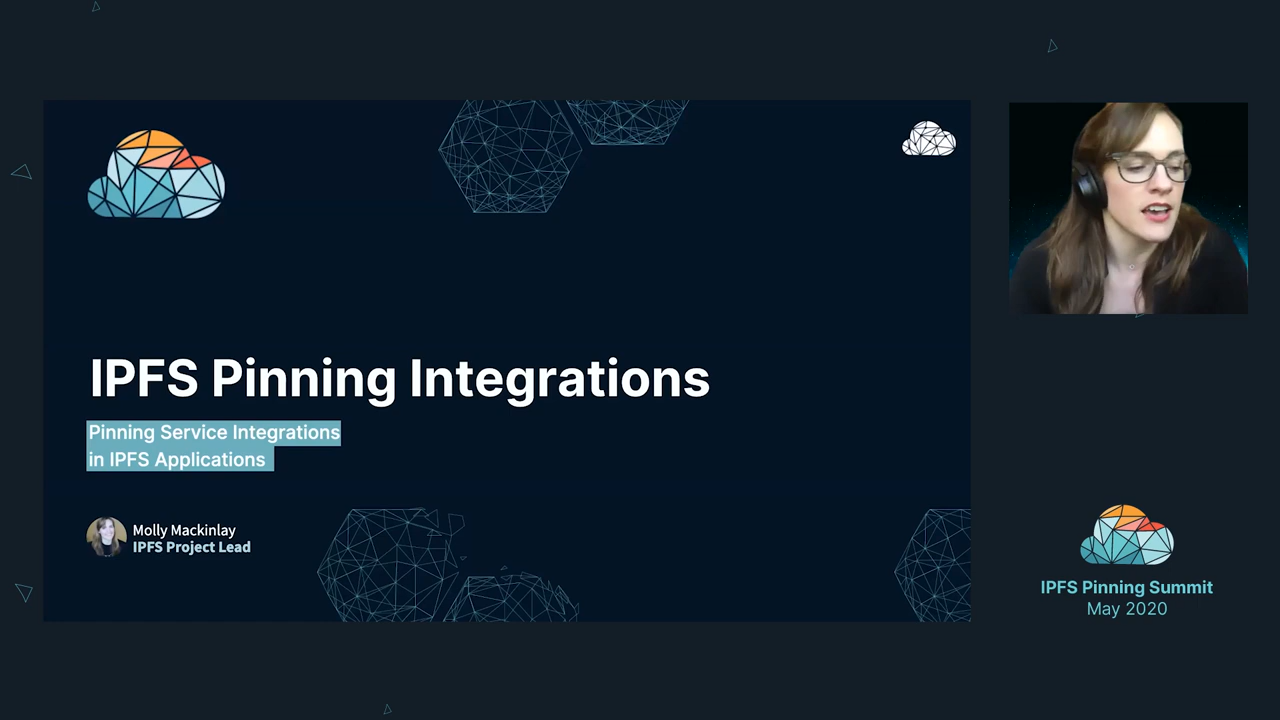 IPFS Pinning Integrations
Pinning Service Integrations
in IPFS Applications
Molly Mackinlay
IPFS Project Lead
IPFS Pinning Summit
May 2020